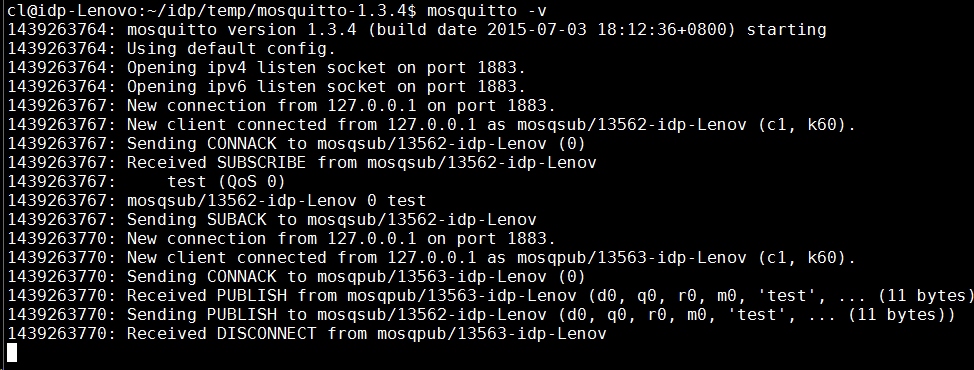 cl@idp-Lenovo:~/idp/temp/mosquitto-1.3.4$ mosquitto -v
1439263764: mosquitto version 1.3.4 (build date 2015-07-03 18:12:36+0800) starting
1439263764: Using default config.
1439263764: Opening ipv4 listen socket on port 1883.
1439263764: Opening ipv6 listen socket on port 1883.
1439263767: New connection from 127.0.0.1 on port 1883.
1439263767: New client connected from 127.0.0.1 as mosqsub/13562-idp-Lenov (c1, k60).
1439263767: Sending CONNACK to mosqsub/13562-idp-Lenov (0)
1439263767: Received SUBSCRIBE from mosqsub/13562-idp-Lenov
1439263767:     test (QoS 0)
1439263767: mosqsub/13562-idp-Lenov 0 test
1439263767: Sending SUBACK to mosqsub/13562-idp-Lenov
1439263770: New connection from 127.0.0.1 on port 1883.
1439263770: New client connected from 127.0.0.1 as mosqpub/13563-idp-Lenov (c1, k60).
1439263770: Sending CONNACK to mosqpub/13563-idp-Lenov (0)
1439263770: Received PUBLISH from mosqpub/13563-idp-Lenov (d0, q0, r0, m0, 'test', ... (11 bytes)
1439263770: Sending PUBLISH to mosqsub/13562-idp-Lenov (d0, q0, r0, m0, 'test', ... (11 bytes))
1439263770: Received DISCONNECT from mosqpub/13563-idp-Lenov